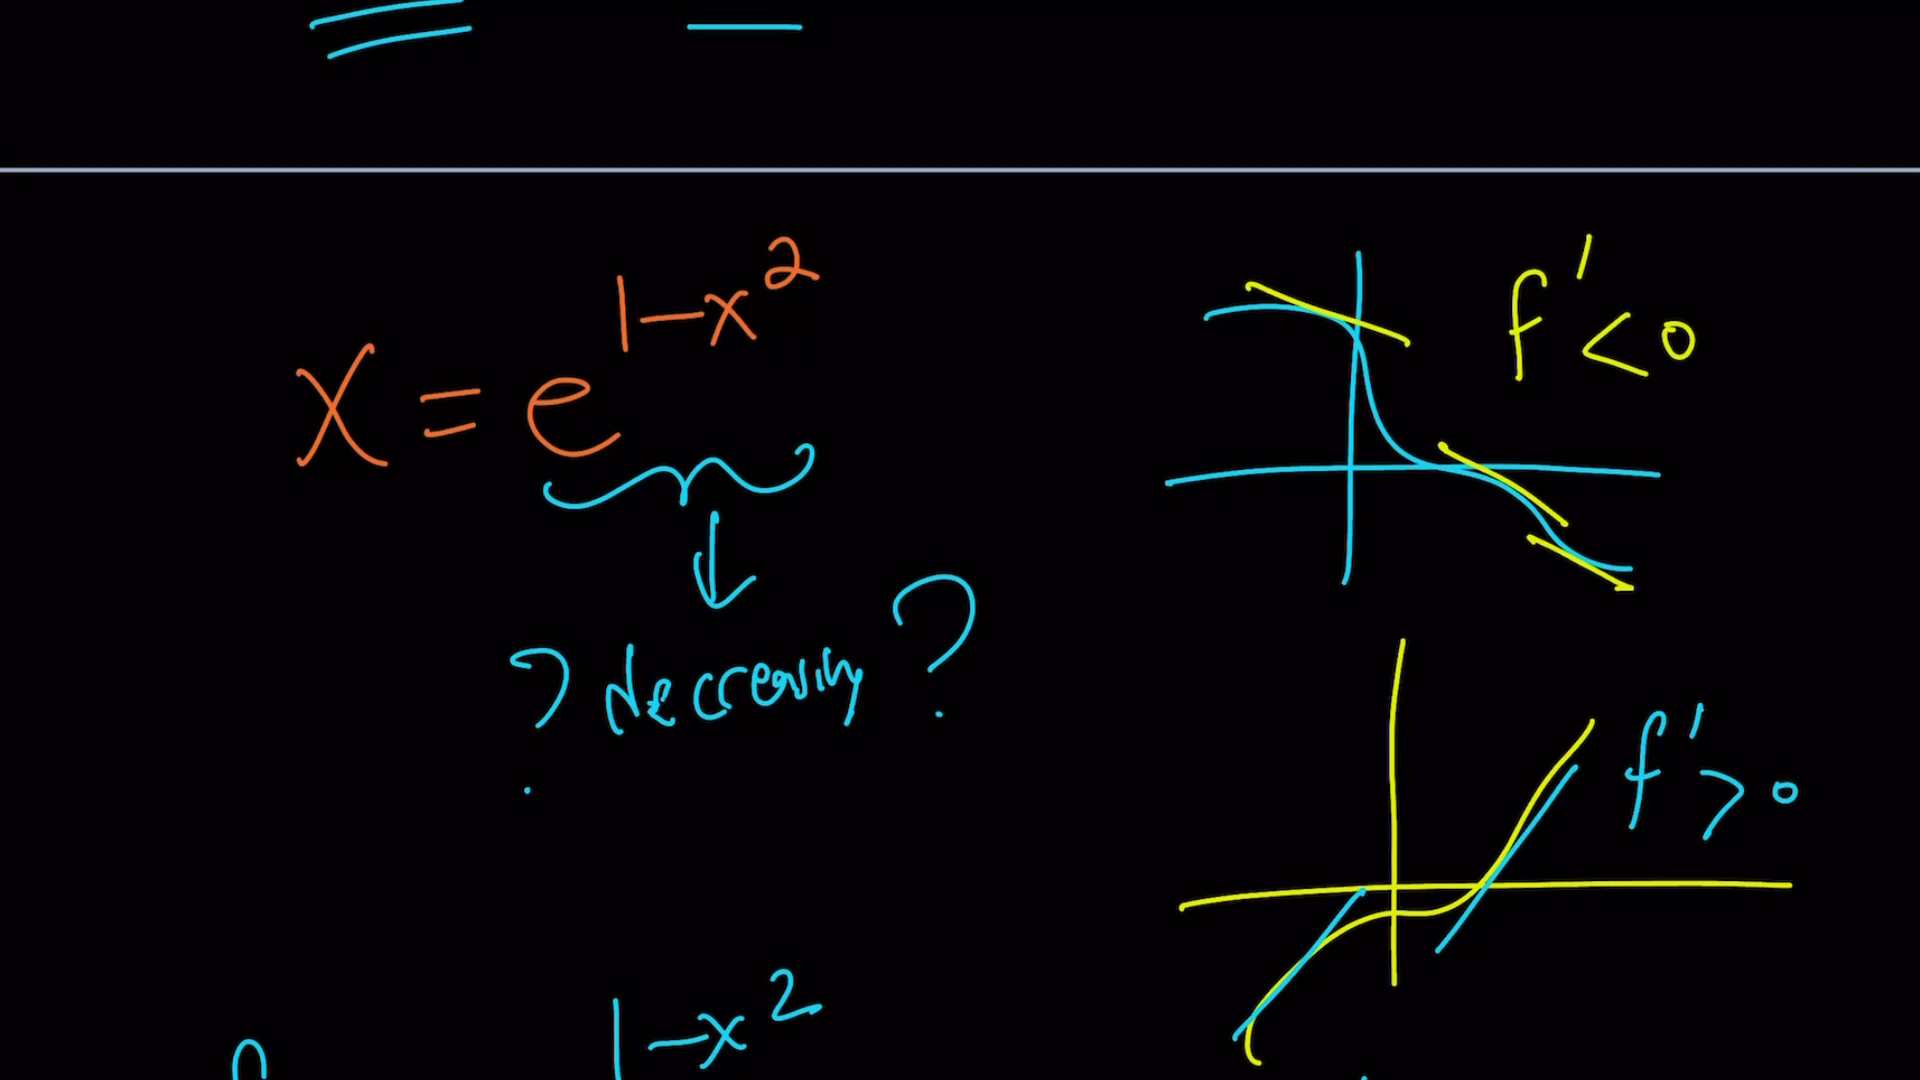 x = e^{1-x^2}
f' < 0
? decreasing ?
f' > 0
1-x^2